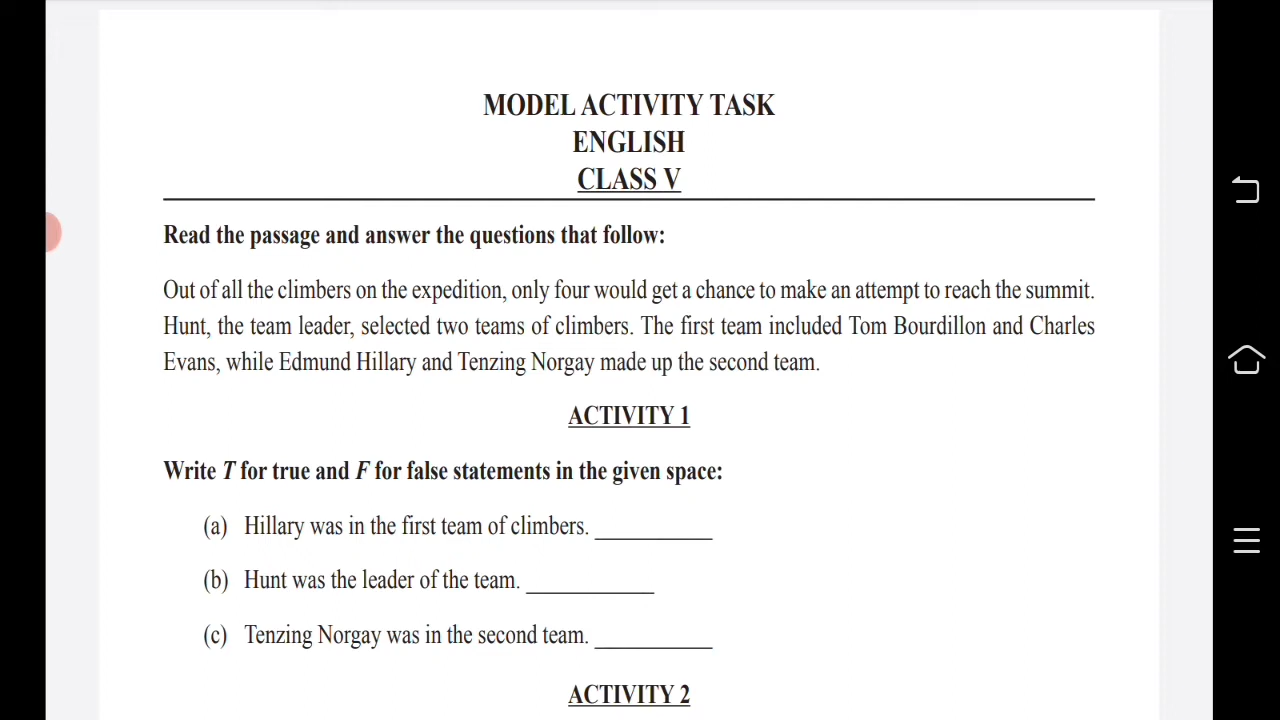 MODEL ACTIVITY TASK
ENGLISH
CLASS V
Read the passage and answer the questions that follow:
Out of all the climbers on the expedition, only four would get a chance to make an attempt to reach the summit.
Hunt, the team leader, selected two teams of climbers. The first team included Tom Bourdillon and Charles
Evans, while Edmund Hillary and Tenzing Norgay made up the second team.
ACTIVITY 1
Write T for true and F for false statements in the given space:
(a) Hillary was in the first team of climbers. __________
(b) Hunt was the leader of the team. ___________
(c) Tenzing Norgay was in the second team. __________
ACTIVITY 2